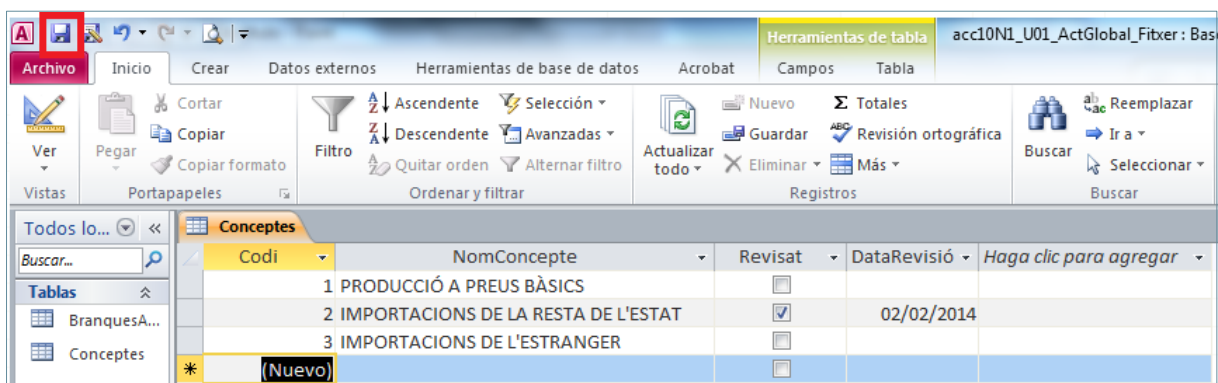 A Herramientas de tabla acc10N1_U01_ActGlobal_Fitxer : Bas
Archivo Inicio Crear Datos externos Herramientas de base de datos Acrobat Campos Tabla
Cortar Ascendente Selección Nuevo Σ Totales Reemplazar
Copiar Descendente Avanzadas Guardar Revisión ortográfica Ir a
Ver Pegar Copiar formato Filtro Quitar orden Alternar filtro Actualizar todo Eliminar Más Buscar Seleccionar
Vistas Portapapeles Ordenar y filtrar Registros Buscar
Todos lo... « Conceptes
Buscar... Codi NomConcepte Revisat DataRevisió Haga clic para agregar
Tablas 1 PRODUCCIÓ A PREUS BÀSICS
BranquesA... 2 IMPORTACIONS DE LA RESTA DE L'ESTAT 02/02/2014
Conceptes 3 IMPORTACIONS DE L'ESTRANGER
* (Nuevo)